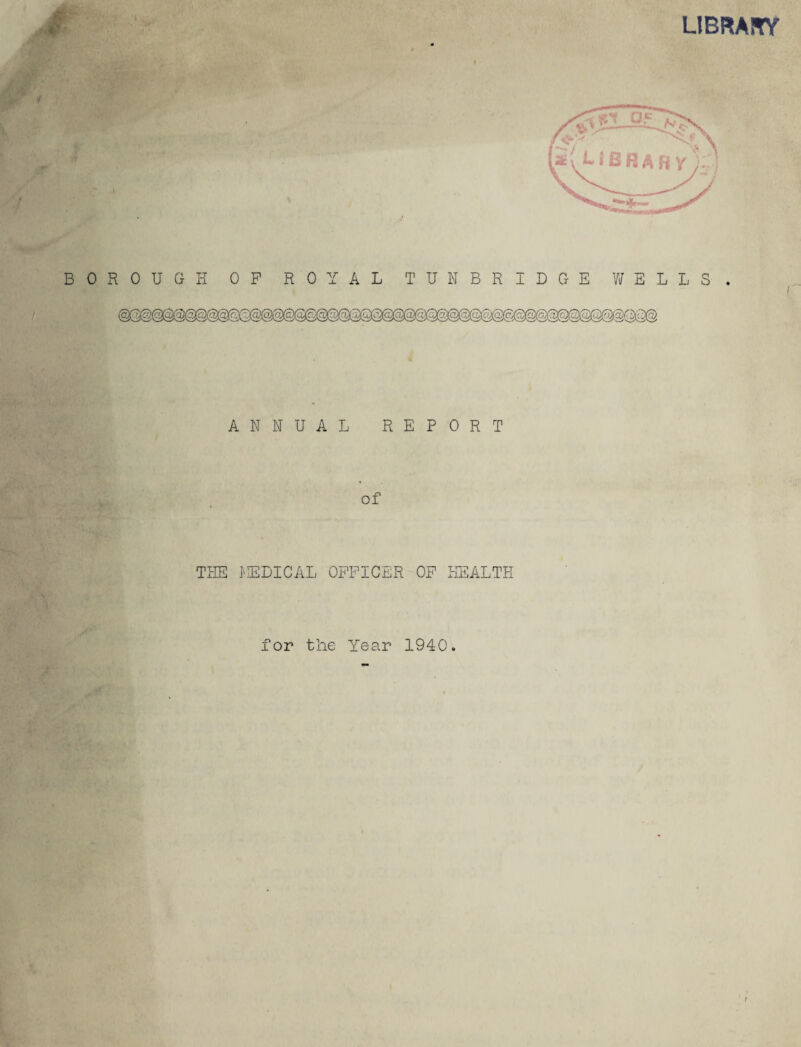 LIBRARY
OF
LIBRARY
BOROUGH OF ROYAL TUNBRIDGE WELLS.
@@@@@@@@@@@@@@@@@@@@@@@@@@@@@@@@@@@@@@@@@@@@@@@@@@
ANNUAL REPORT
of
THE MEDICAL OFFICER OF HEALTH
for the Year 1940.